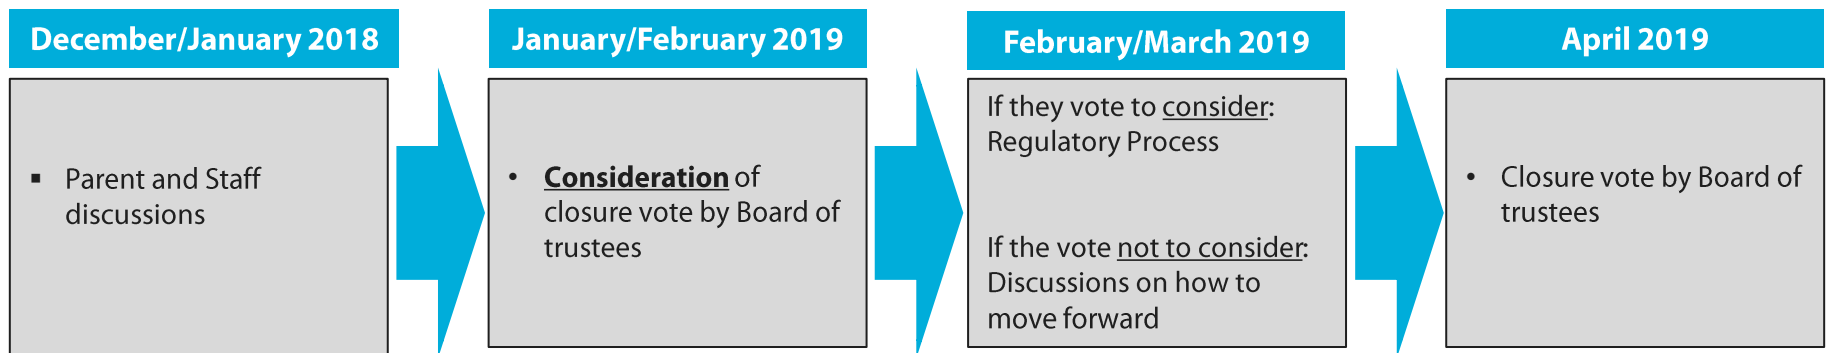 December/January 2018
▪ Parent and Staff
discussions
January/February 2019
• Consideration of
closure vote by Board of
trustees
February/March 2019
If they vote to consider:
Regulatory Process
If the vote not to consider:
Discussions on how to
move forward
April 2019
• Closure vote by Board of
trustees